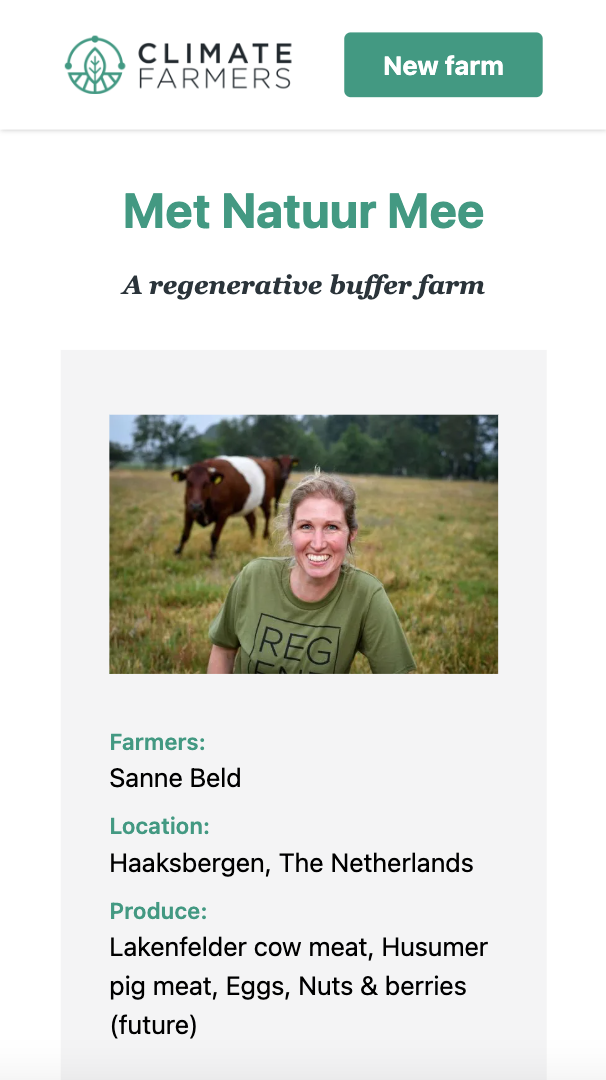 CLIMATE
FARMERS
New farm
Met Natuur Mee
A regenerative buffer farm
REG
Farmers:
Sanne Beld
Location:
Haaksbergen, The Netherlands
Produce:
Lakenfelder cow meat, Husumer
pig meat, Eggs, Nuts & berries
(future)